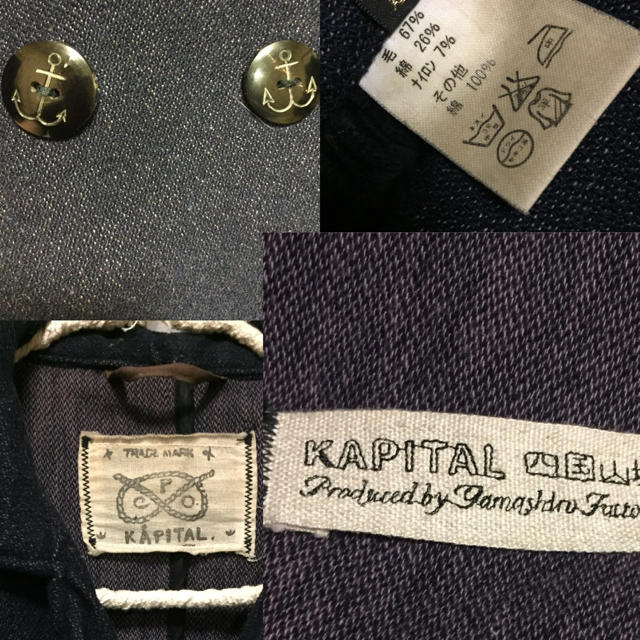 毛 67%
綿 26%
ナイロン 7%
その他
綿 100%
TRADE MARK
CPO
KAPITAL.
KAPITAL
Produced by